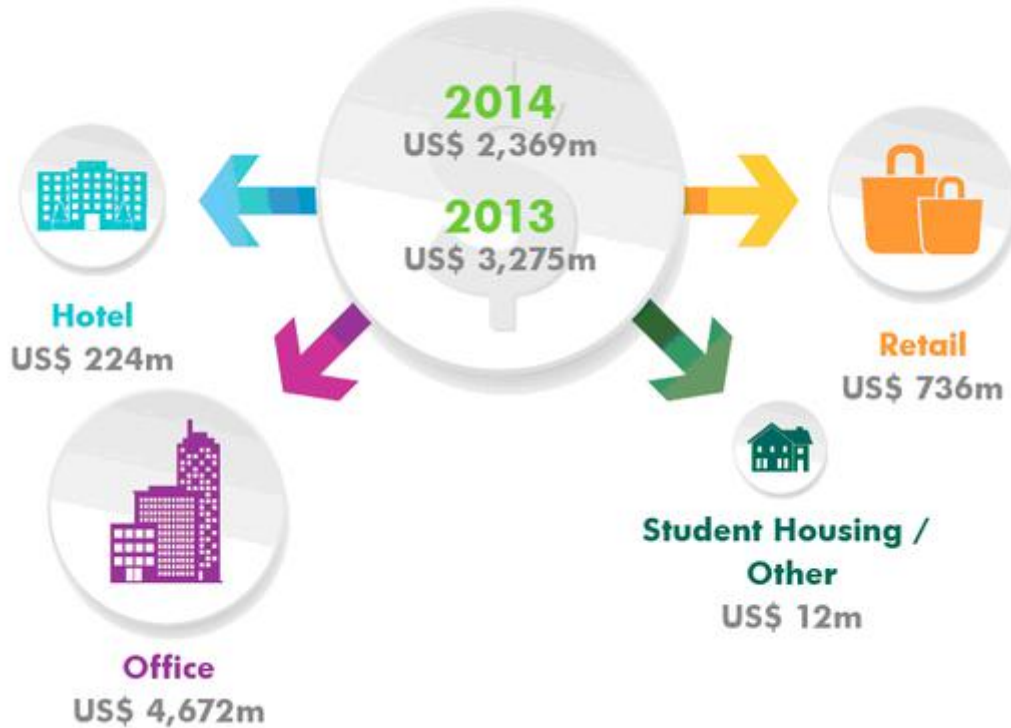 2014
US$ 2,369m
2013
US$ 3,275m
Hotel
US$ 224m
Retail
US$ 736m
Office
US$ 4,672m
Student Housing /
Other
US$ 12m